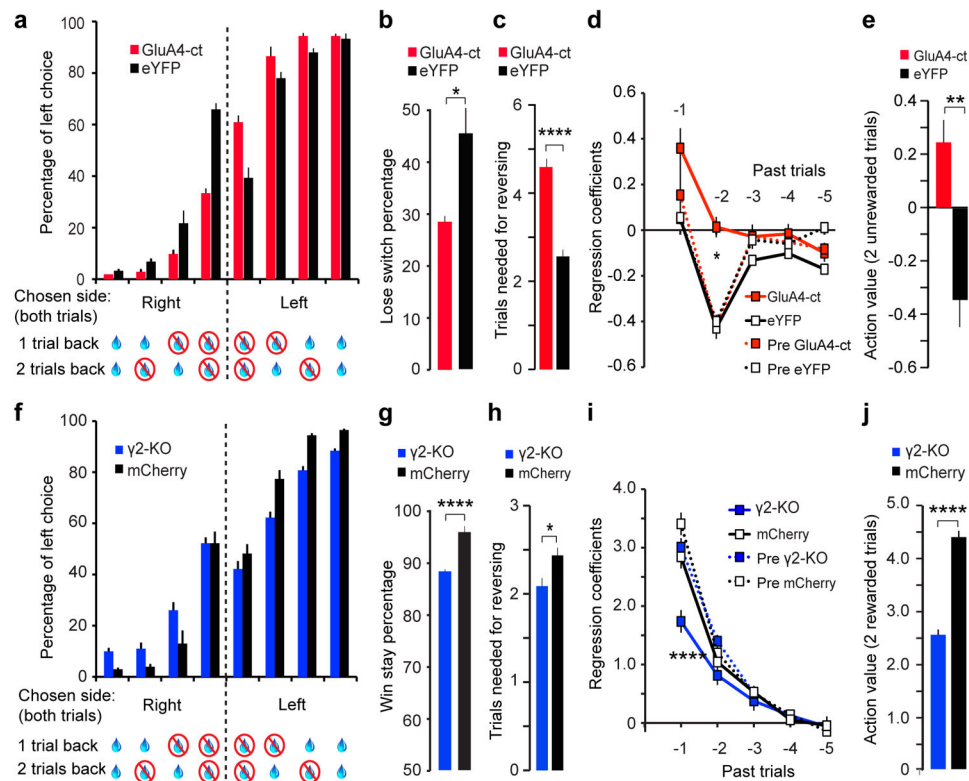 a
GluA4-ct
eYFP
Percentage of left choice
100
80
60
40
20
0
Chosen side:
(both trials)
Right
Left
1 trial back
2 trials back
b
GluA4-ct
eYFP
*
Lose switch percentage
50
40
30
20
10
0
c
GluA4-ct
eYFP
****
Trials needed for reversing
6
4
2
0
d
Regression coefficients
0.6
0.4
0.2
0
-0.2
-0.4
-0.6
Past trials
-1
-2
-3
-4
-5
*
GluA4-ct
eYFP
Pre GluA4-ct
Pre eYFP
e
GluA4-ct
eYFP
**
Action value (2 unrewarded trials)
0.4
0.2
0
-0.2
-0.4
-0.6
f
γ2-KO
mCherry
Percentage of left choice
100
80
60
40
20
0
Chosen side:
(both trials)
Right
Left
1 trial back
2 trials back
g
γ2-KO
mCherry
****
Win stay percentage
100
90
80
70
60
50
h
γ2-KO
mCherry
*
Trials needed for reversing
3
2
1
0
i
Regression coefficients
4.0
3.0
2.0
1.0
0
γ2-KO
mCherry
Pre γ2-KO
Pre mCherry
****
-1
-2
-3
-4
-5
Past trials
j
γ2-KO
mCherry
****
Action value (2 rewarded trials)
5.0
4.0
3.0
2.0
1.0
0